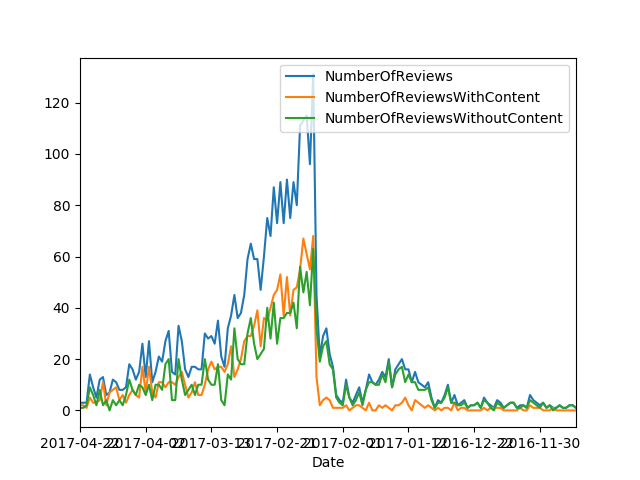 NumberOfReviews
NumberOfReviewsWithContent
NumberOfReviewsWithoutContent
120
100
80
60
40
20
0
2017-04-22 2017-04-02 2017-03-13 2017-02-21 2017-02-01 2017-01-12 2016-12-22 2016-11-30
Date